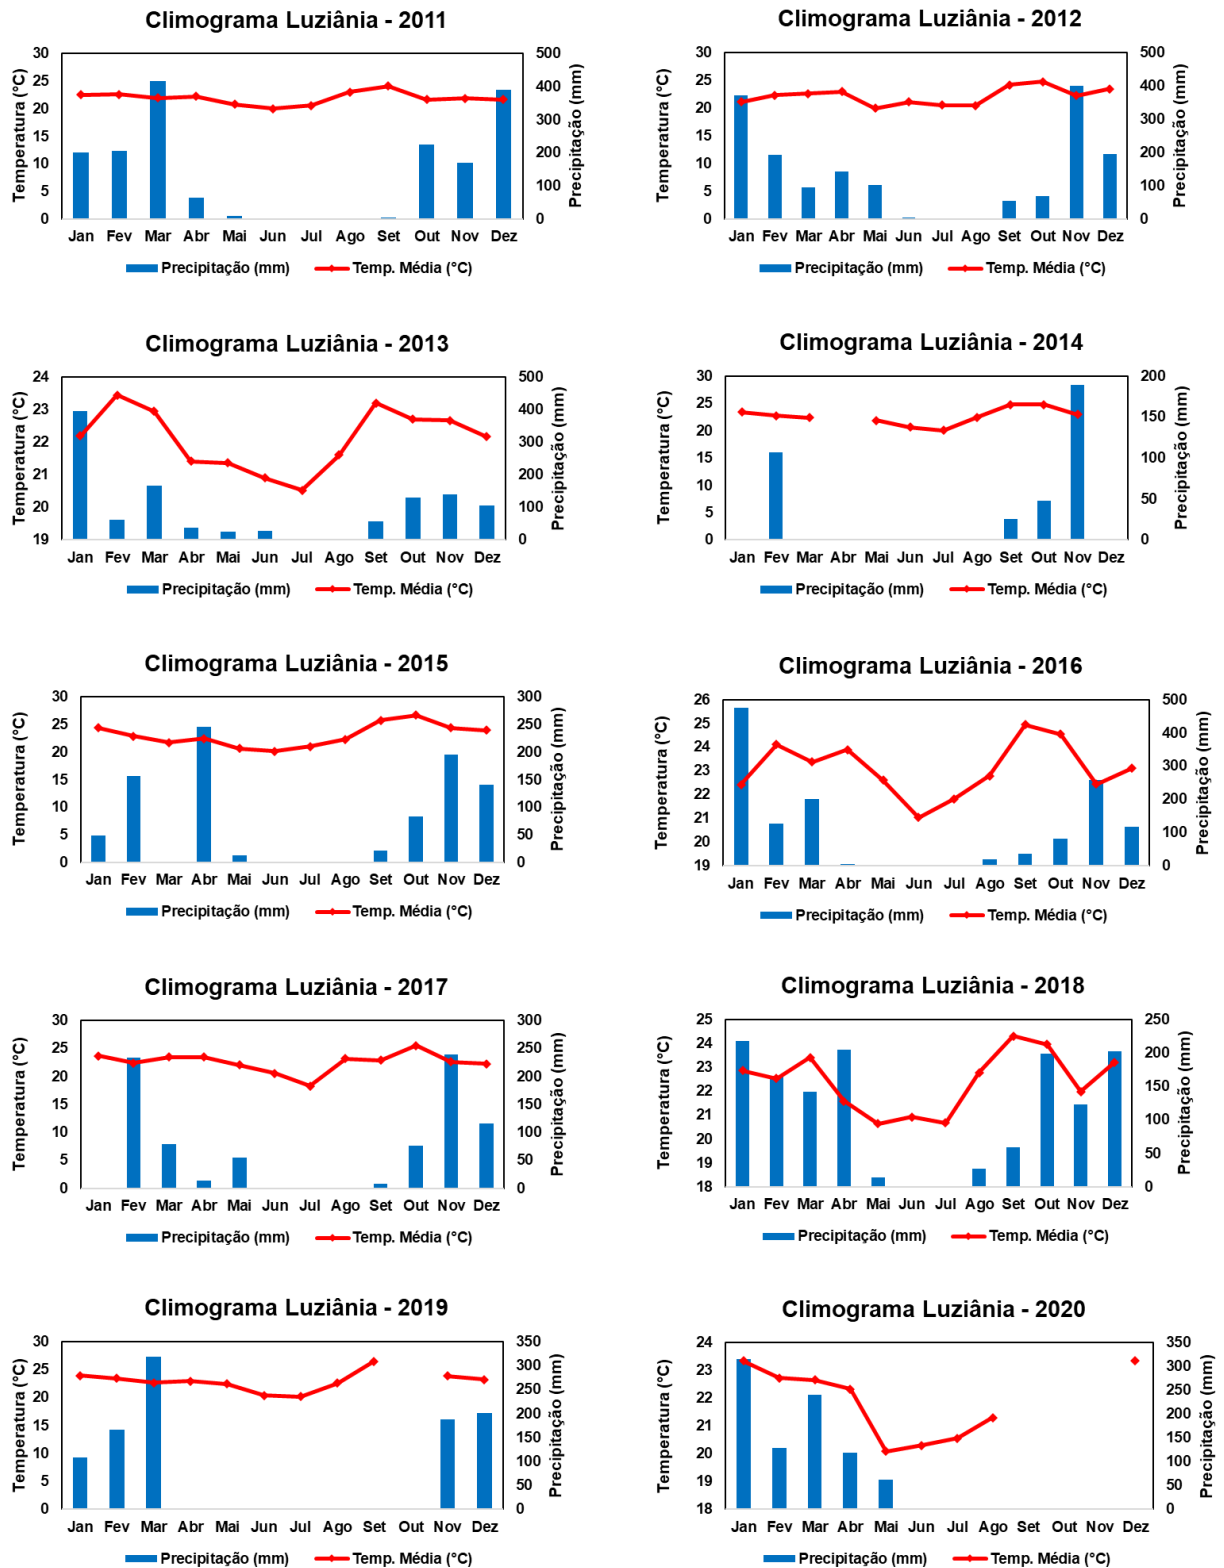 Climograma Luziânia - 2011
Temperatura (°C)
30
25
20
15
10
5
0
500
400
300
200
100
0
Precipitação (mm)
Jan Fev Mar Abr Mai Jun Jul Ago Set Out Nov Dez
Precipitação (mm) Temp. Média (°C)
Climograma Luziânia - 2012
Temperatura (°C)
30
25
20
15
10
5
0
500
400
300
200
100
0
Precipitação (mm)
Jan Fev Mar Abr Mai Jun Jul Ago Set Out Nov Dez
Precipitação (mm) Temp. Média (°C)
Climograma Luziânia - 2013
Temperatura (°C)
24
23
22
21
20
19
500
400
300
200
100
0
Precipitação (mm)
Jan Fev Mar Abr Mai Jun Jul Ago Set Out Nov Dez
Precipitação (mm) Temp. Média (°C)
Climograma Luziânia - 2014
Temperatura (°C)
30
25
20
15
10
5
0
200
150
100
50
0
Precipitação (mm)
Jan Fev Mar Abr Mai Jun Jul Ago Set Out Nov Dez
Precipitação (mm) Temp. Média (°C)
Climograma Luziânia - 2015
Temperatura (°C)
30
25
20
15
10
5
0
300
250
200
150
100
50
0
Precipitação (mm)
Jan Fev Mar Abr Mai Jun Jul Ago Set Out Nov Dez
Precipitação (mm) Temp. Média (°C)
Climograma Luziânia - 2016
Temperatura (°C)
26
25
24
23
22
21
20
19
500
400
300
200
100
0
Precipitação (mm)
Jan Fev Mar Abr Mai Jun Jul Ago Set Out Nov Dez
Precipitação (mm) Temp. Média (°C)
Climograma Luziânia - 2017
Temperatura (°C)
30
25
20
15
10
5
0
300
250
200
150
100
50
0
Precipitação (mm)
Jan Fev Mar Abr Mai Jun Jul Ago Set Out Nov Dez
Precipitação (mm) Temp. Média (°C)
Climograma Luziânia - 2018
Temperatura (°C)
25
24
23
22
21
20
19
18
250
200
150
100
50
0
Precipitação (mm)
Jan Fev Mar Abr Mai Jun Jul Ago Set Out Nov Dez
Precipitação (mm) Temp. Média (°C)
Climograma Luziânia - 2019
Temperatura (°C)
30
25
20
15
10
5
0
350
300
250
200
150
100
50
0
Precipitação (mm)
Jan Fev Mar Abr Mai Jun Jul Ago Set Out Nov Dez
Precipitação (mm) Temp. Média (°C)
Climograma Luziânia - 2020
Temperatura (°C)
24
23
22
21
20
19
18
350
300
250
200
150
100
50
0
Precipitação (mm)
Jan Fev Mar Abr Mai Jun Jul Ago Set Out Nov Dez
Precipitação (mm) Temp. Média (°C)